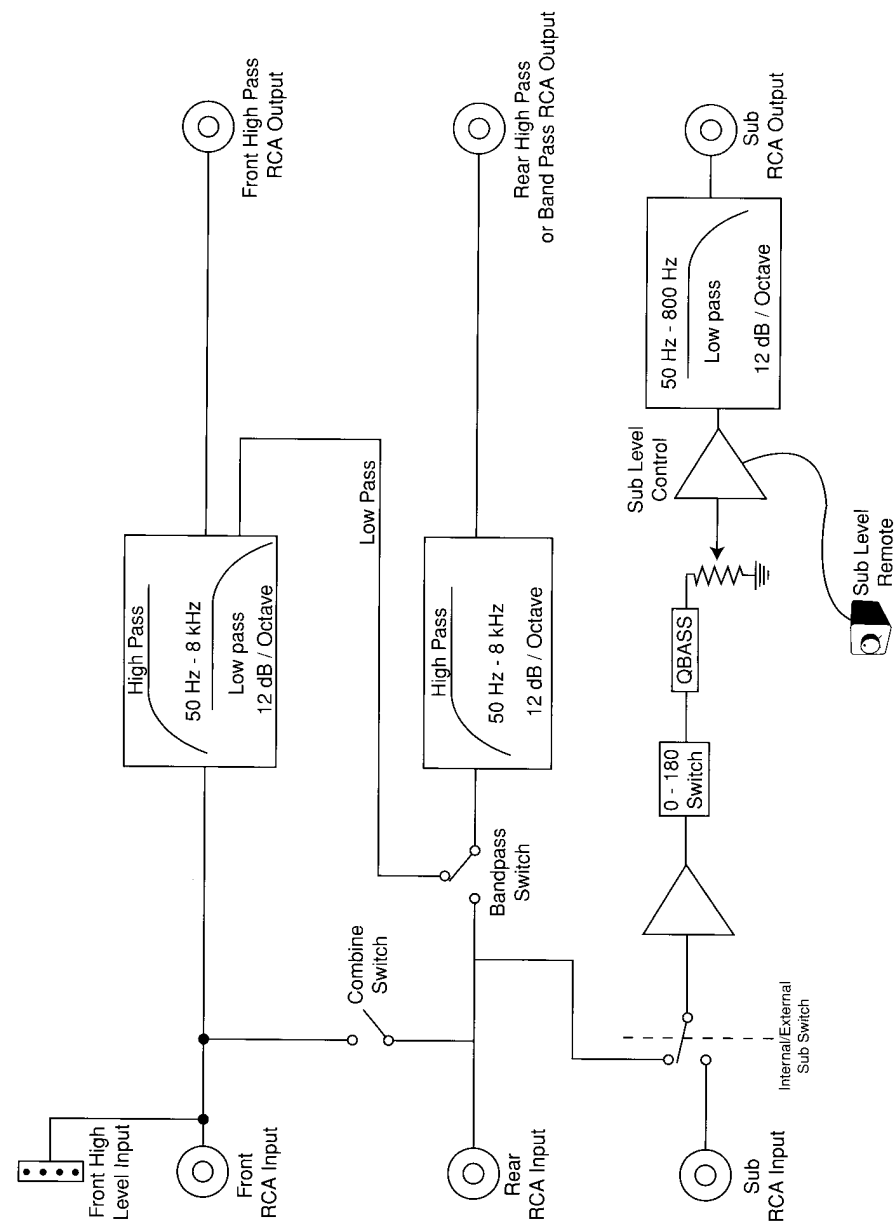 Front High
Level Input
Front
RCA Input
High Pass
50 Hz - 8 kHz
Low pass
12 dB / Octave
Front High Pass
RCA Output
Combine
Switch
Low Pass
Rear
RCA Input
Bandpass
Switch
High Pass
50 Hz - 8 kHz
12 dB / Octave
Rear High Pass
or Band Pass RCA Output
Sub
RCA Input
Internal/External
Sub Switch
0 - 180
Switch
QBASS
Sub Level
Control
50 Hz - 800 Hz
Low pass
12 dB / Octave
Sub
RCA Output
Sub Level
Remote